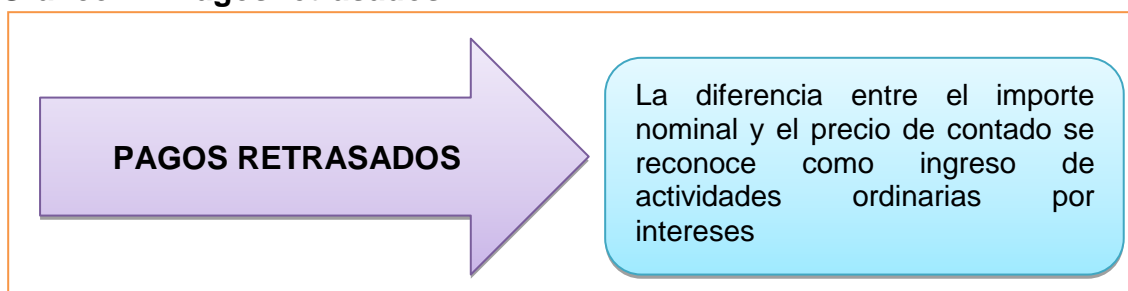 PAGOS RETRASADOS
La diferencia entre el importe
nominal y el precio de contado se
reconoce como ingreso de
actividades ordinarias por
intereses